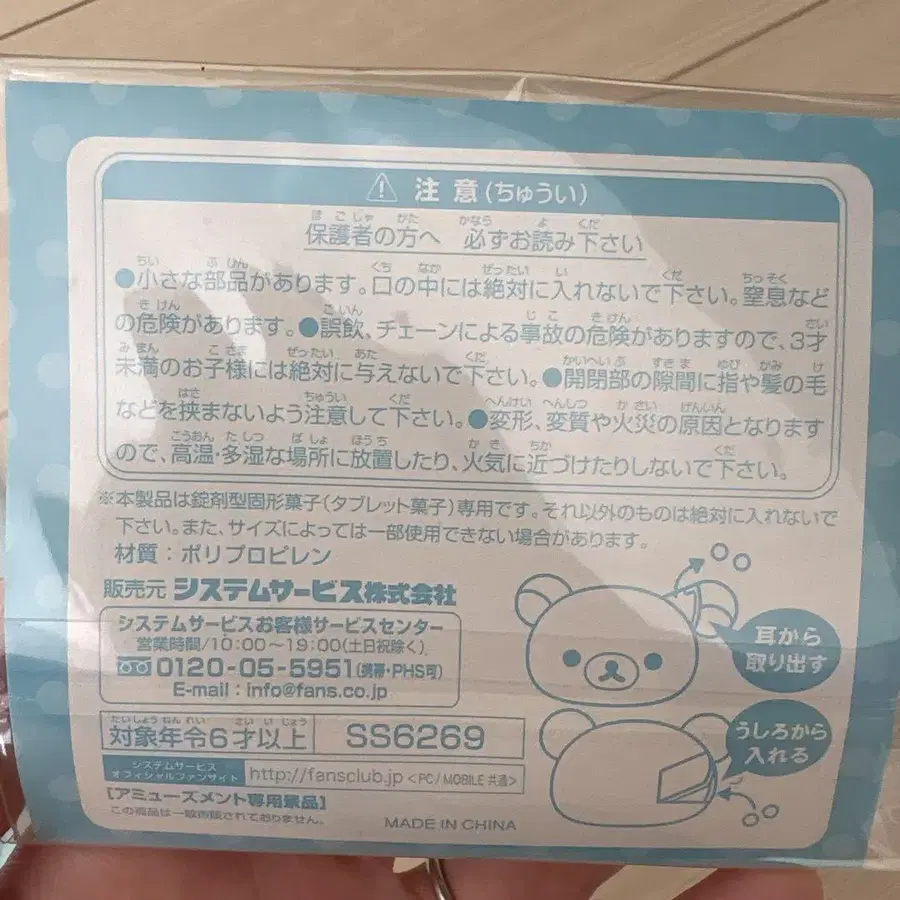 注意(ちゅうい)
保護者の方へ 必ずお読み下さい
●小さな部品があります。口の中には絶対に入れないで下さい。窒息など
の危険があります。●誤飲、チェーンによる事故の危険がありますので、3才
未満のお子様には絶対に与えないで下さい。●開閉部の隙間に指や髪の毛
などを挟まないよう注意して下さい。●変形、変質や火災の原因となります
ので、高温・多湿な場所に放置したり、火気に近づけたりしないで下さい。
※本製品は錠剤型固形菓子(タブレット菓子)専用です。それ以外のものは絶対に入れないで
下さい。また、サイズによっては一部使用できない場合があります。
材質:ポリプロピレン
販売元 システムサービス株式会社
システムサービスお客様サービスセンター
営業時間/10:00〜19:00(土日祝除く)
0120-05-5951(携帯・PHS可)
E-mail:info@fans.co.jp
対象年令6才以上 SS6269
システムサービス
オフィシャルファンサイト
http://fansclub.jp <PC/MOBILE 共通>
【アミューズメント専用景品】
この商品は一般市販されておりません。
MADE IN CHINA
耳から
取り出す
うしろから
入れる